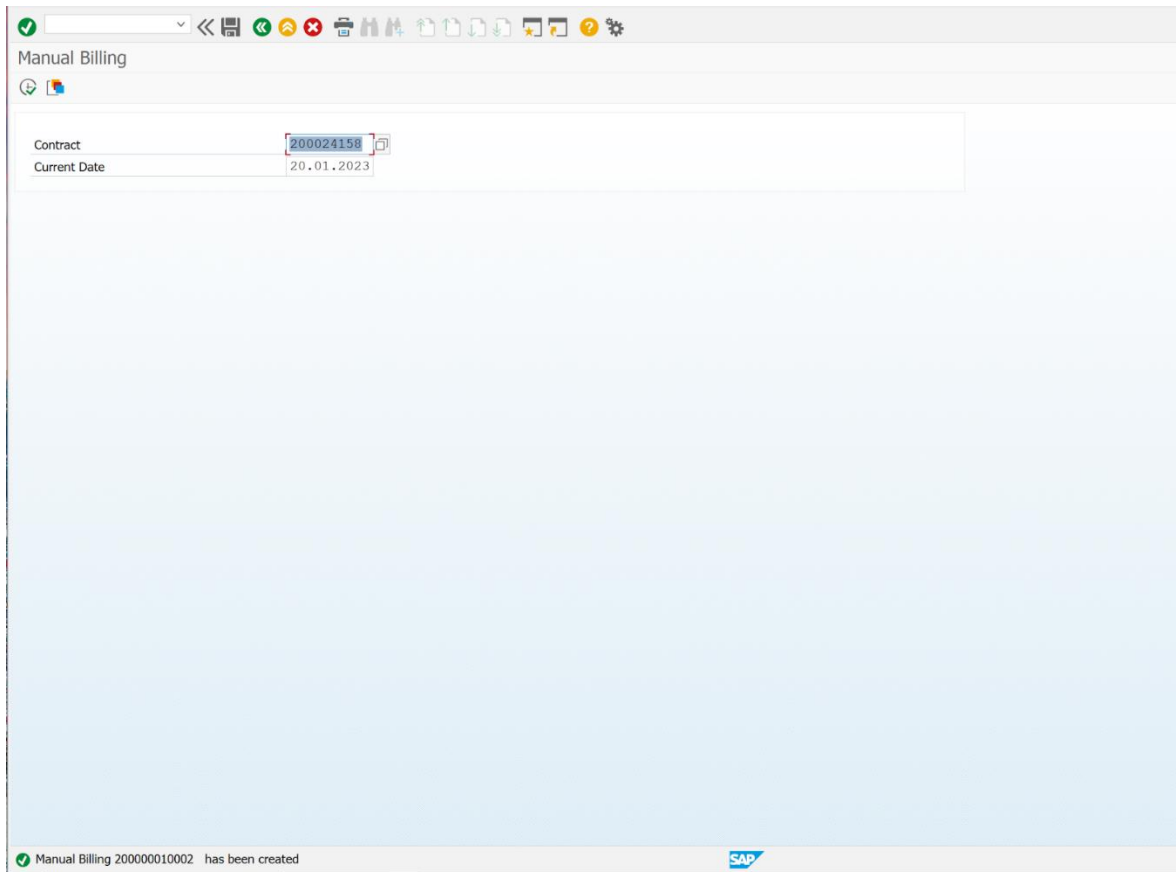 Manual Billing
Contract 200024158
Current Date 20.01.2023
Manual Billing 200000010002 has been created
SAP